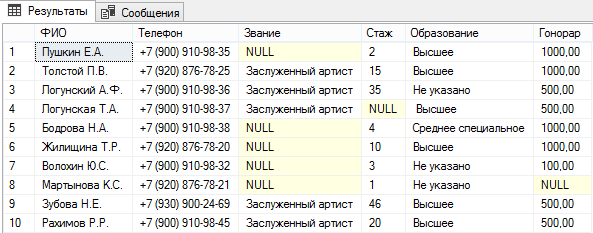 Результаты Сообщения
ФИО Телефон Звание Стаж Образование Гонорар
1 Пушкин Е.А. +7 (900) 910-98-35 NULL 2 Высшее 1000,00
2 Толстой П.В. +7 (920) 876-78-25 Заслуженный артист 15 Высшее 1000,00
3 Логунский А.Ф. +7 (900) 910-98-36 Заслуженный артист 35 Не указано 500,00
4 Логунская Т.А. +7 (900) 910-98-37 Заслуженный артист NULL Высшее 500,00
5 Бодрова Н.А. +7 (900) 910-98-38 NULL 4 Среднее специальное 1000,00
6 Жилищина Т.Р. +7 (920) 876-78-20 NULL 10 Высшее 1000,00
7 Волохин Ю.С. +7 (900) 910-98-32 NULL 3 Не указано 100,00
8 Мартынова К.С. +7 (920) 876-78-21 NULL 1 Не указано NULL
9 Зубова Н.Е. +7 (930) 900-24-69 Заслуженный артист 46 Высшее 500,00
10 Рахимов Р.Р. +7 (900) 910-98-45 Заслуженный артист 20 Высшее 500,00